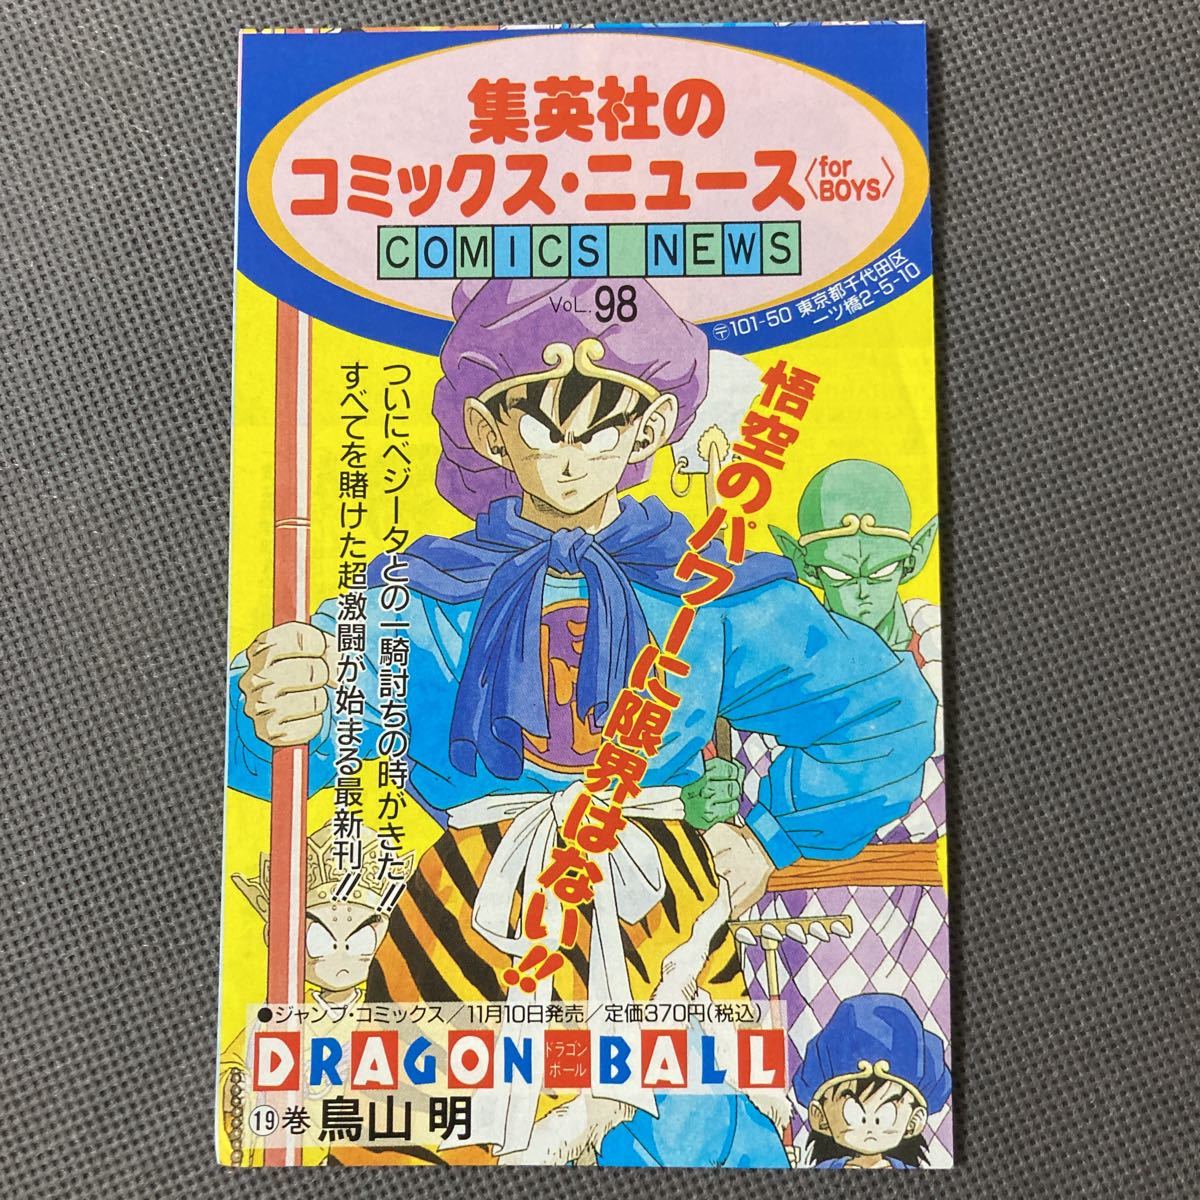 集英社の
コミックス・ニュース〈for BOYS〉
COMICS NEWS
VOL.98
〒101-50 東京都千代田区
一ツ橋2-5-10
悟空のパワーに限界はない!!
ついにベジータとの一騎討ちの時がきた!!
すべてを賭けた超激闘が始まる最新刊!!
●ジャンプ・コミックス/11月10日発売/定価370円(税込)
DRAGON ドラゴンボール BALL
⑲巻 鳥山 明